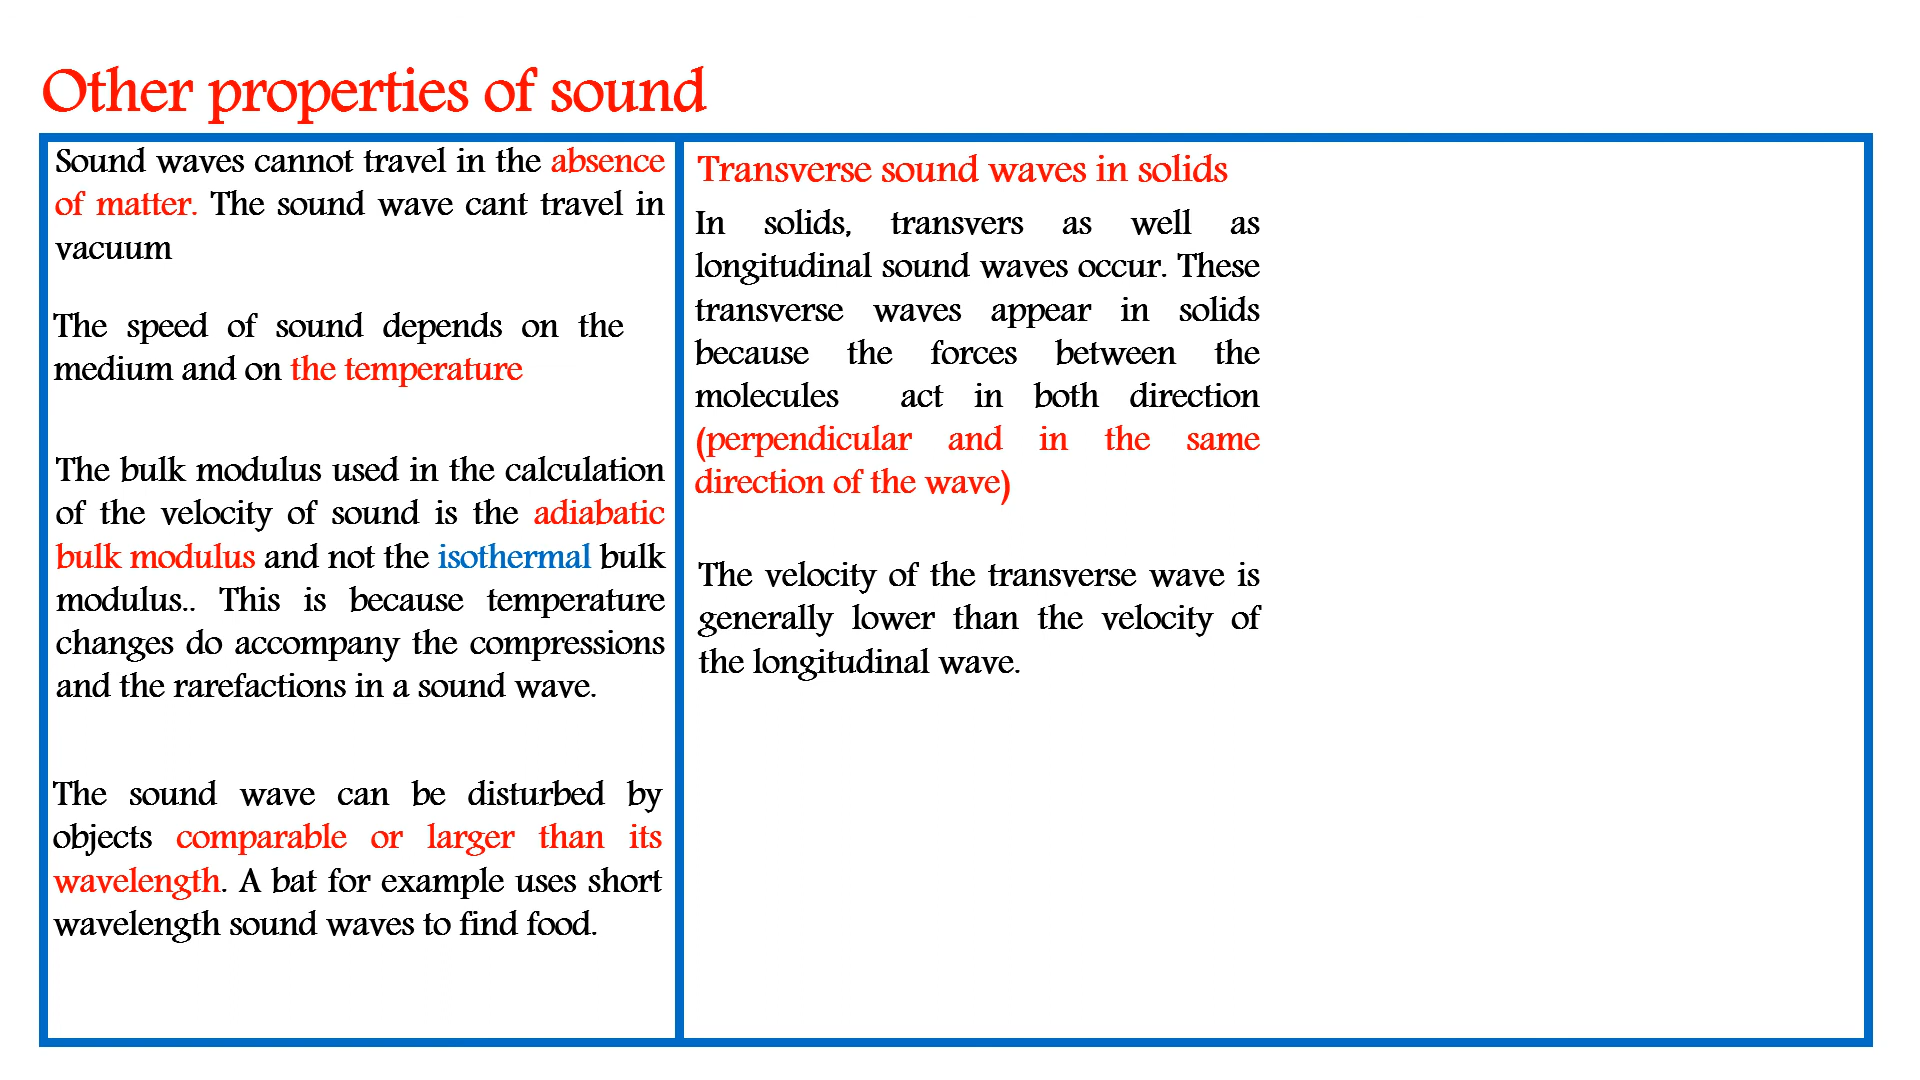 Other properties of sound
Sound waves cannot travel in the absence
of matter. The sound wave cant travel in
vacuum
The speed of sound depends on the
medium and on the temperature
The bulk modulus used in the calculation
of the velocity of sound is the adiabatic
bulk modulus and not the isothermal bulk
modulus.. This is because temperature
changes do accompany the compressions
and the rarefactions in a sound wave.
The sound wave can be disturbed by
objects comparable or larger than its
wavelength. A bat for example uses short
wavelength sound waves to find food.
Transverse sound waves in solids
In solids, transvers as well as
longitudinal sound waves occur. These
transverse waves appear in solids
because the forces between the
molecules act in both direction
(perpendicular and in the same
direction of the wave)
The velocity of the transverse wave is
generally lower than the velocity of
the longitudinal wave.